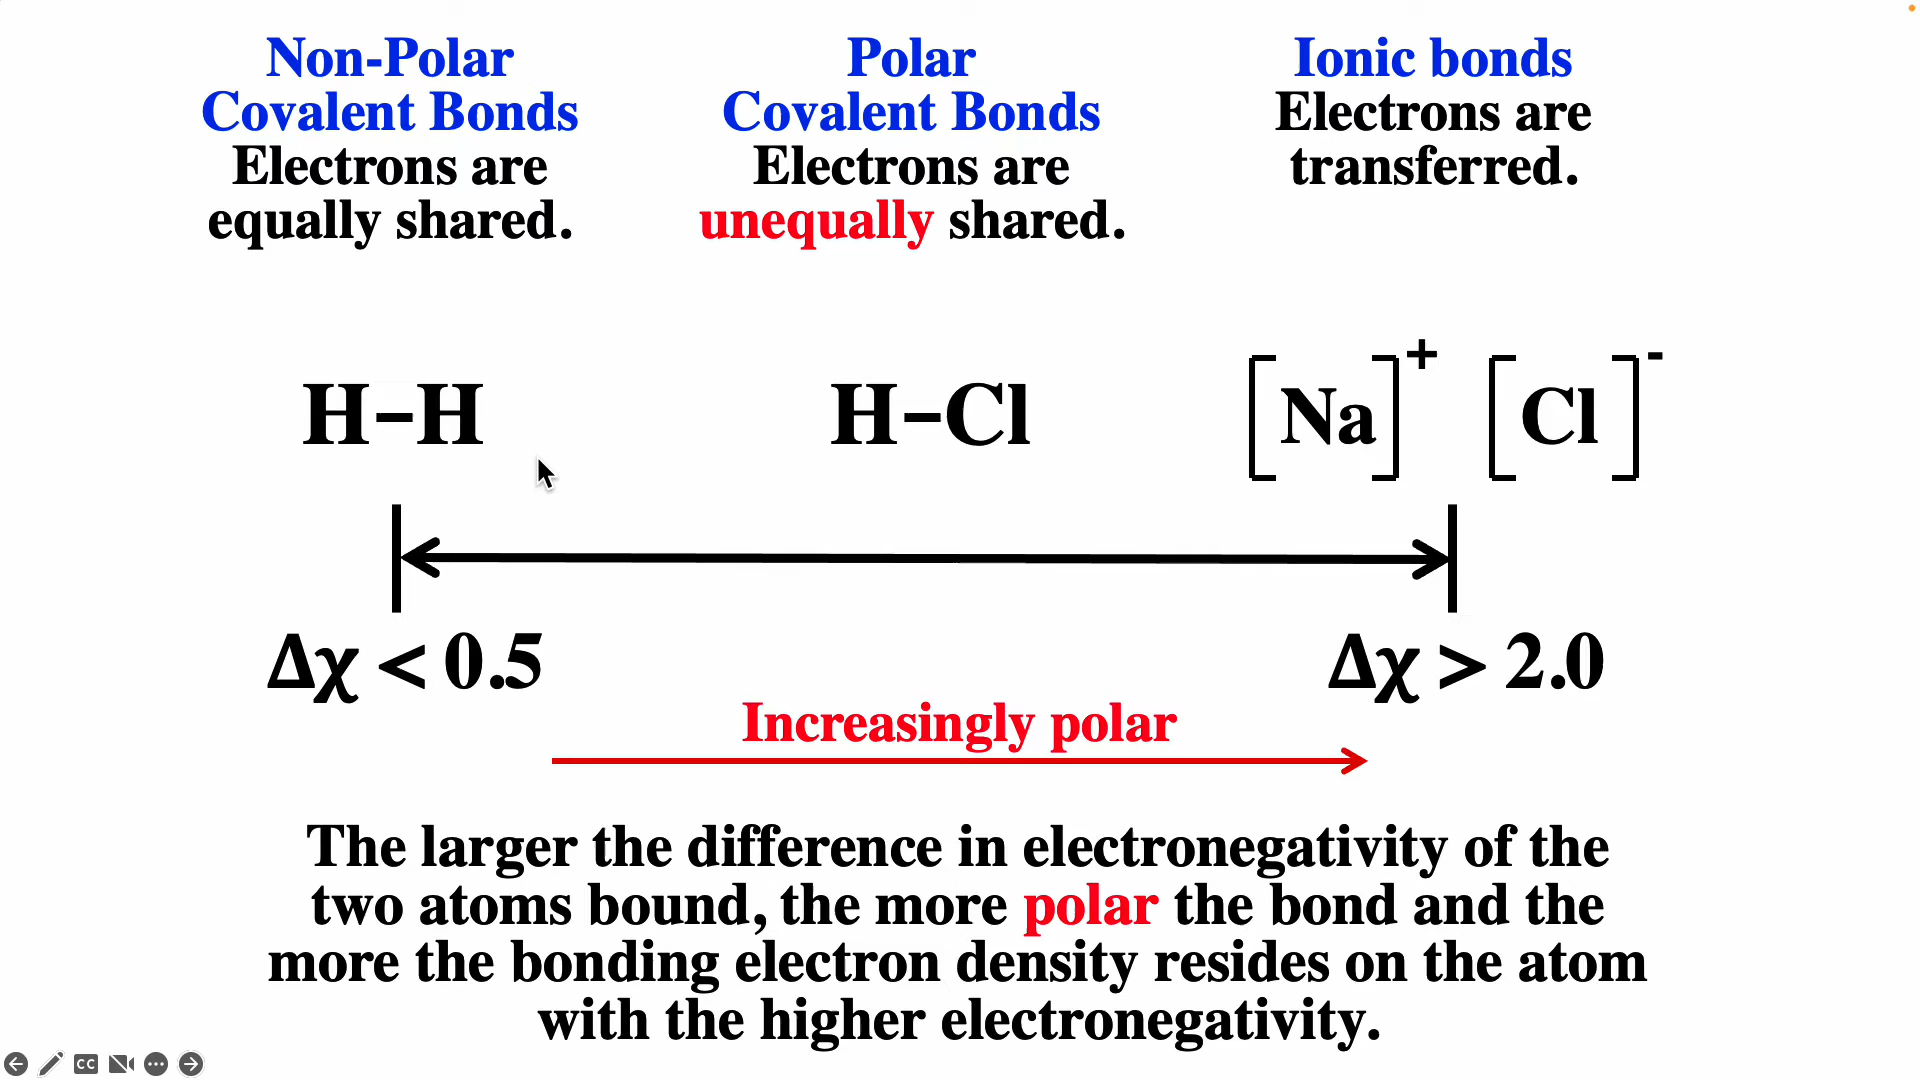 Non-Polar
Covalent Bonds
Electrons are
equally shared.
Polar
Covalent Bonds
Electrons are
unequally shared.
Ionic bonds
Electrons are
transferred.
H–H
H–Cl
[Na]+ [Cl]-
Δχ < 0.5
Δχ > 2.0
Increasingly polar
The larger the difference in electronegativity of the
two atoms bound, the more polar the bond and the
more the bonding electron density resides on the atom
with the higher electronegativity.
CC